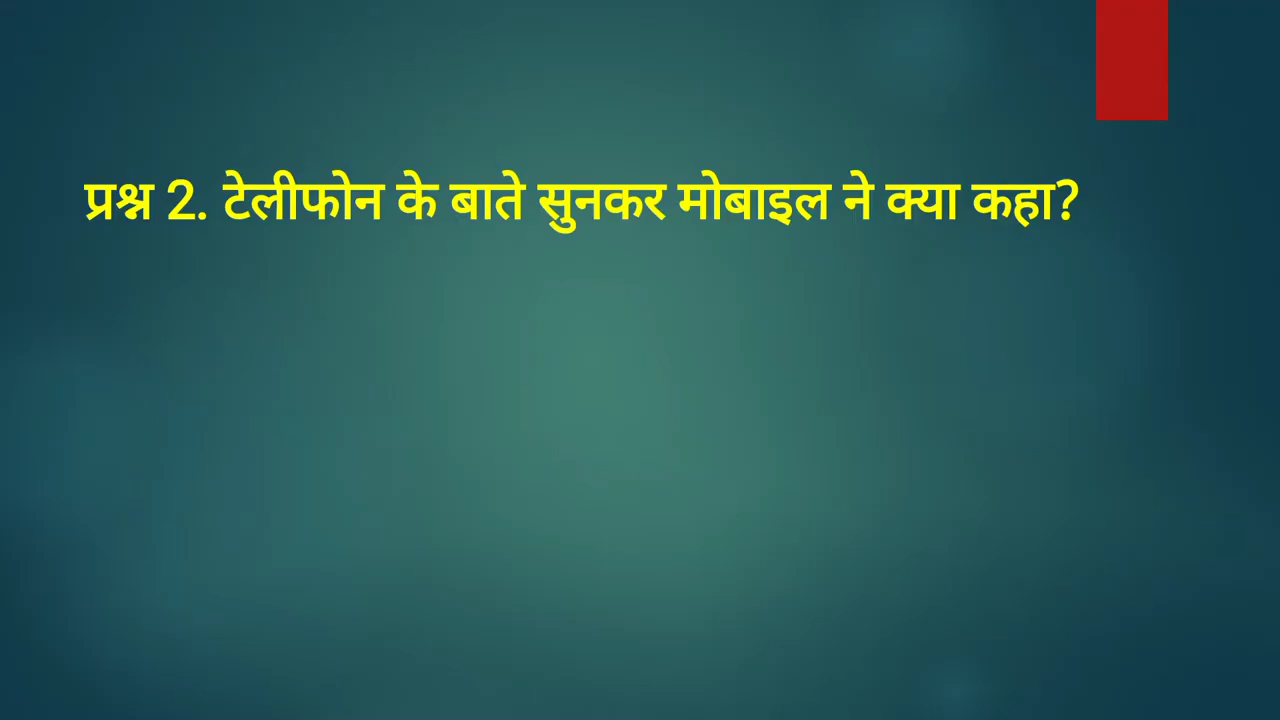 प्रश्न 2. टेलीफोन के बाते सुनकर मोबाइल ने क्या कहा?